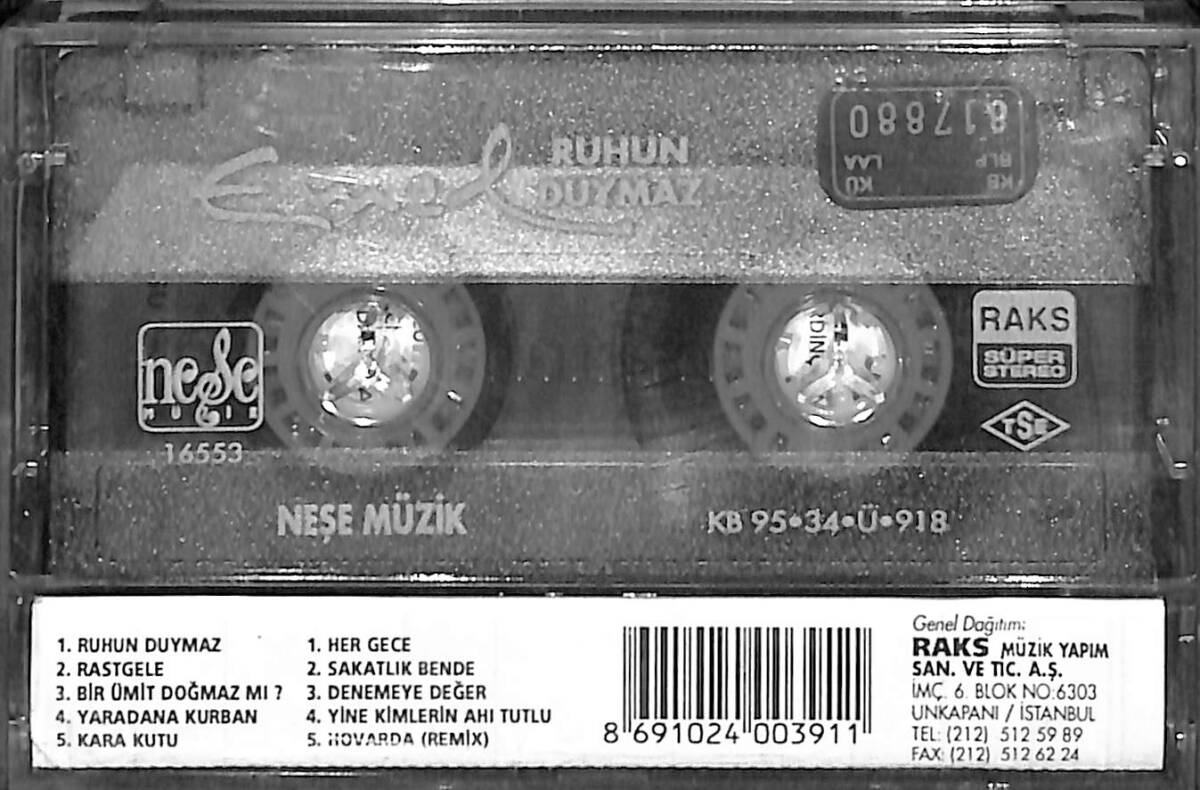 Emel
RUHUN
DUYMAZ
817880
BLP LAA
KB KÜ
neşe
MÜZİK
16553
RAKS
SÜPER
STEREO
TSE
NEŞE MÜZİK
KB 95•34•Ü•918
1. RUHUN DUYMAZ
2. RASTGELE
3. BİR ÜMİT DOĞMAZ MI ?
4. YARADANA KURBAN
5. KARA KUTU
1. HER GECE
2. SAKATLIK BENDE
3. DENEMEYE DEĞER
4. YİNE KİMLERİN AHI TUTLU
5. HOVARDA (REMİX)
8 691024 003911
Genel Dağıtım:
RAKS MÜZİK YAPIM
SAN. VE TİC. A.Ş.
İMÇ. 6. BLOK NO:6303
UNKAPANI / İSTANBUL
TEL: (212) 512 59 89
FAX: (212) 512 62 24